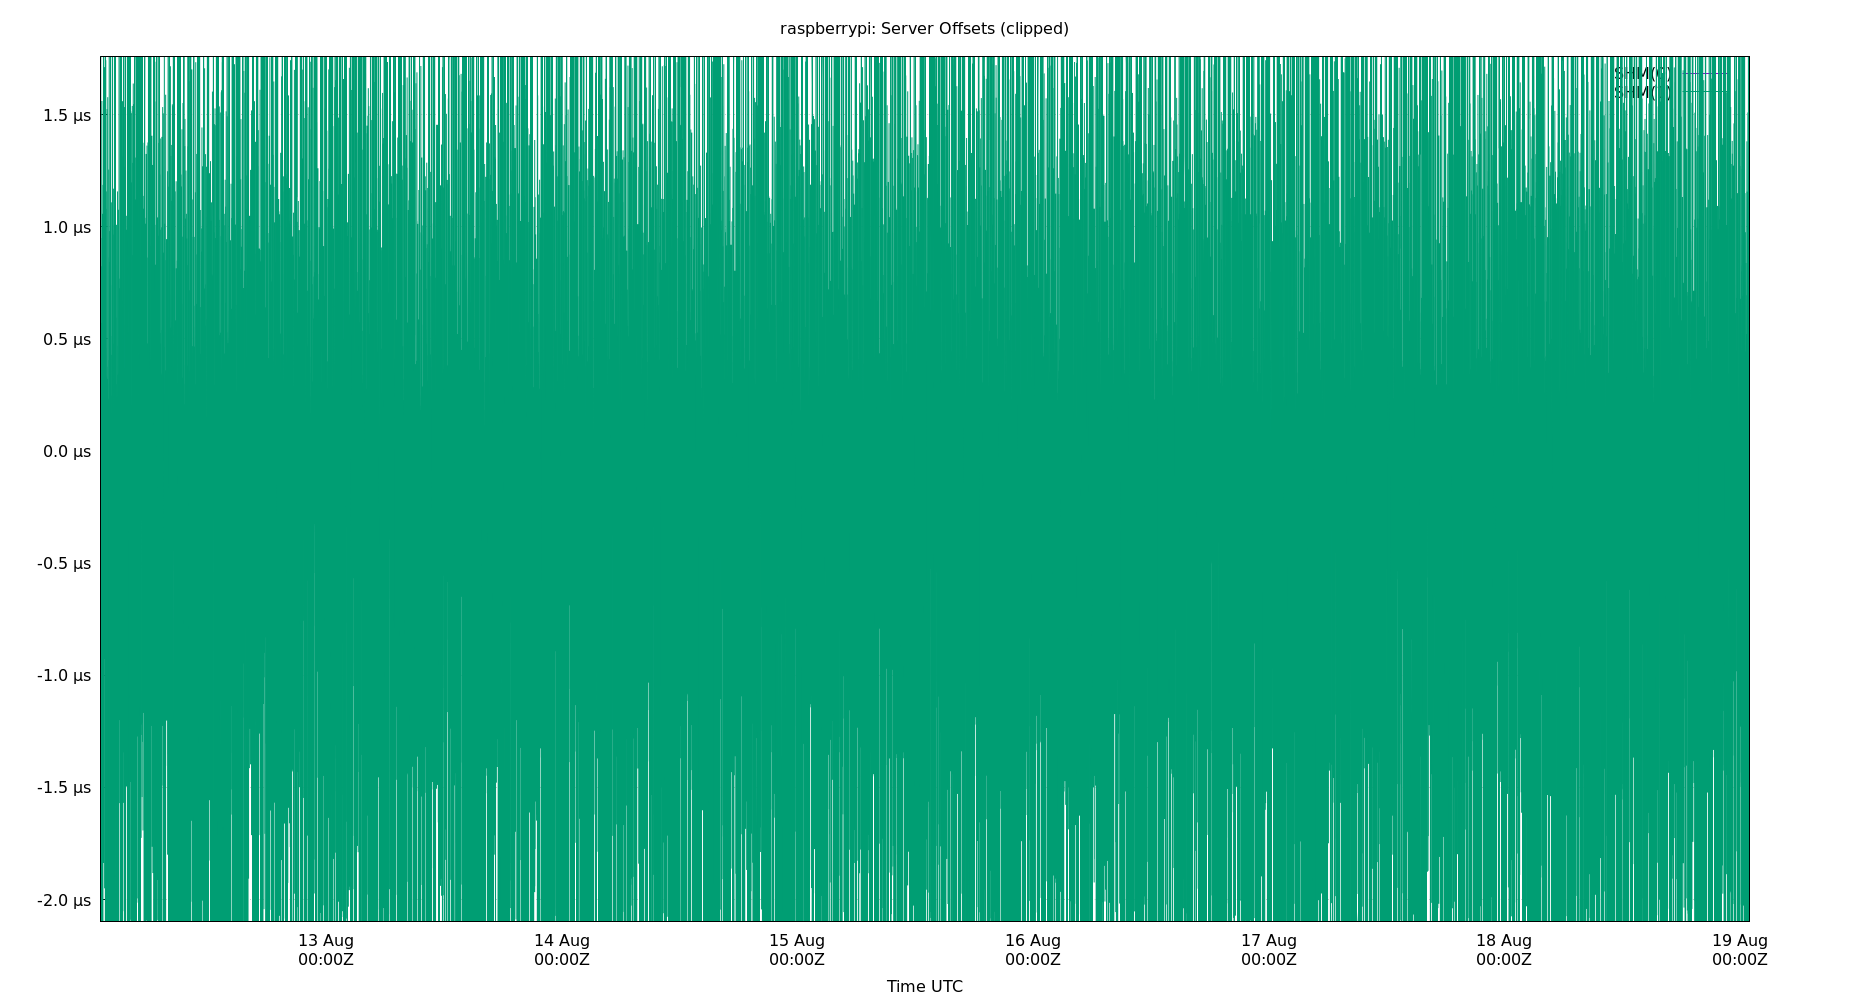 raspberrypi: Server Offsets (clipped)
1.5 µs
1.0 µs
0.5 µs
0.0 µs
-0.5 µs
-1.0 µs
-1.5 µs
-2.0 µs
13 Aug
00:00Z
14 Aug
00:00Z
15 Aug
00:00Z
16 Aug
00:00Z
17 Aug
00:00Z
18 Aug
00:00Z
19 Aug
00:00Z
Time UTC